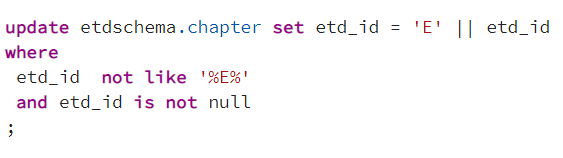 update etdschema.chapter set etd_id = 'E' || etd_id
where
etd_id  not like '%E%'
and etd_id is not null
;